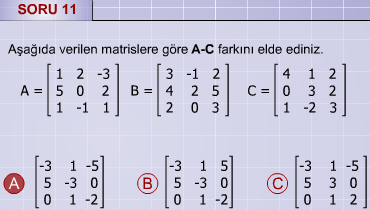 SORU 11
Aşağıda verilen matrislere göre A-C farkını elde ediniz.
1 2 -3 3 -1 2 4 1 2
A = 5 0 2 B = 4 2 5 C = 0 3 2
1 -1 1 2 0 3 1 -2 3
-3 1 -5 -3 1 5 -3 1 -5
A 5 -3 0 B 5 -3 0 C 5 3 0
0 1 -2 0 1 -2 0 1 2